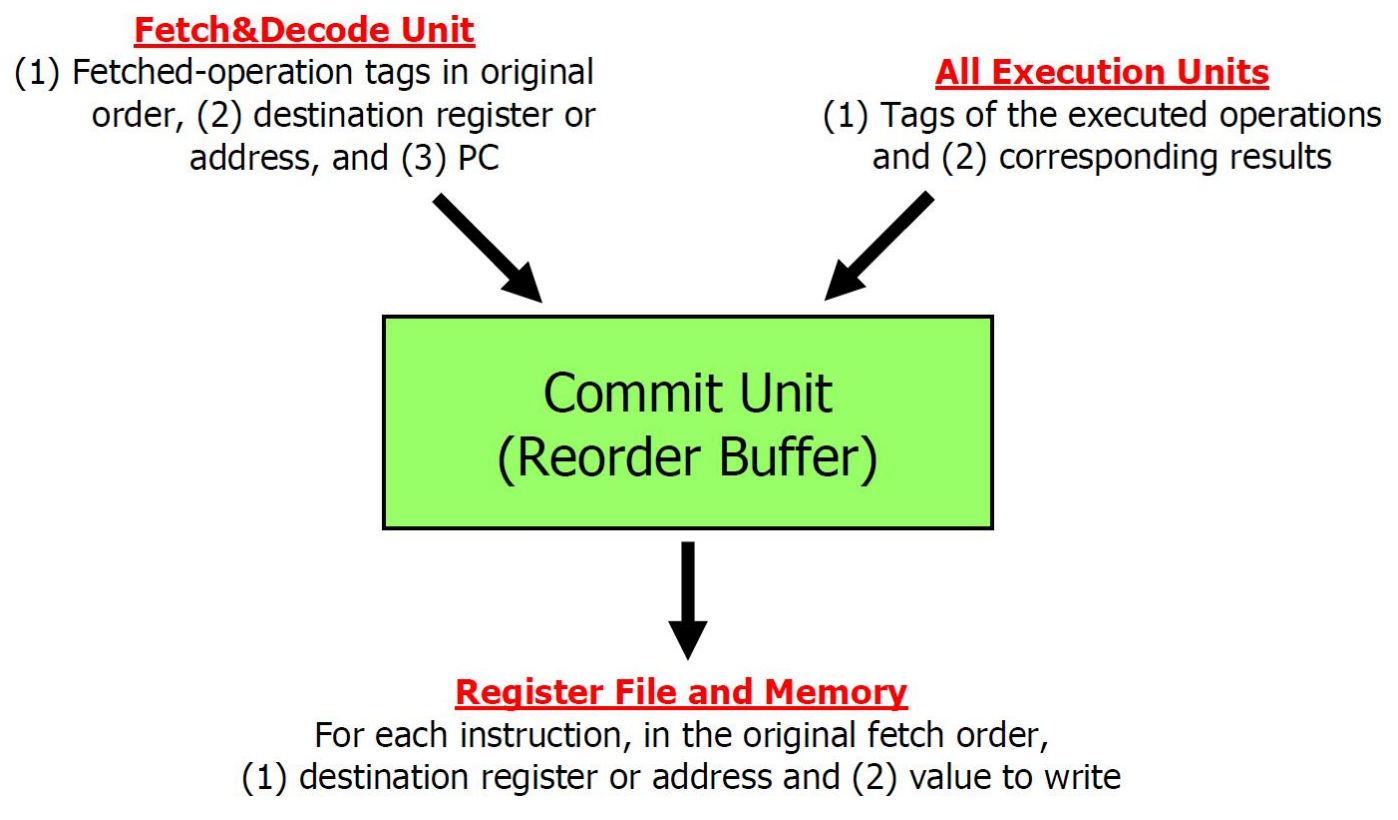 Fetch&Decode Unit
(1) Fetched-operation tags in original
order, (2) destination register or
address, and (3) PC
All Execution Units
(1) Tags of the executed operations
and (2) corresponding results
Commit Unit
(Reorder Buffer)
Register File and Memory
For each instruction, in the original fetch order,
(1) destination register or address and (2) value to write